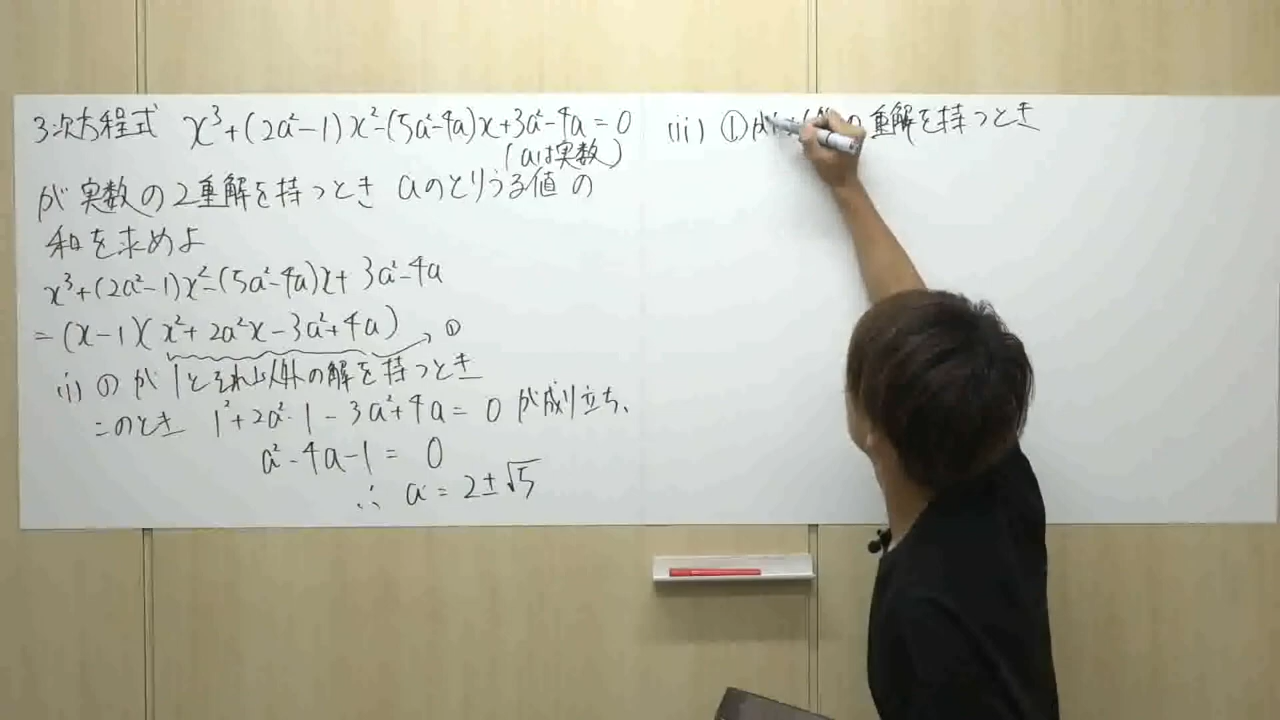 3次方程式 x³+(2a²-1)x²-(5a²-4a)x+3a²-4a=0
(aは実数)
が実数の2重解を持つとき aのとりうる値の
和を求めよ
x³+(2a²-1)x²-(5a²-4a)x+3a²-4a
=(x-1)(x²+2a²x-3a²+4a) ①
(i) ①が1とそれ以外の解を持つとき
このとき 1²+2a²·1-3a²+4a=0が成り立ち、
a²-4a-1=0
∴ a=2±√5
(ii) ①が の重解を持つとき